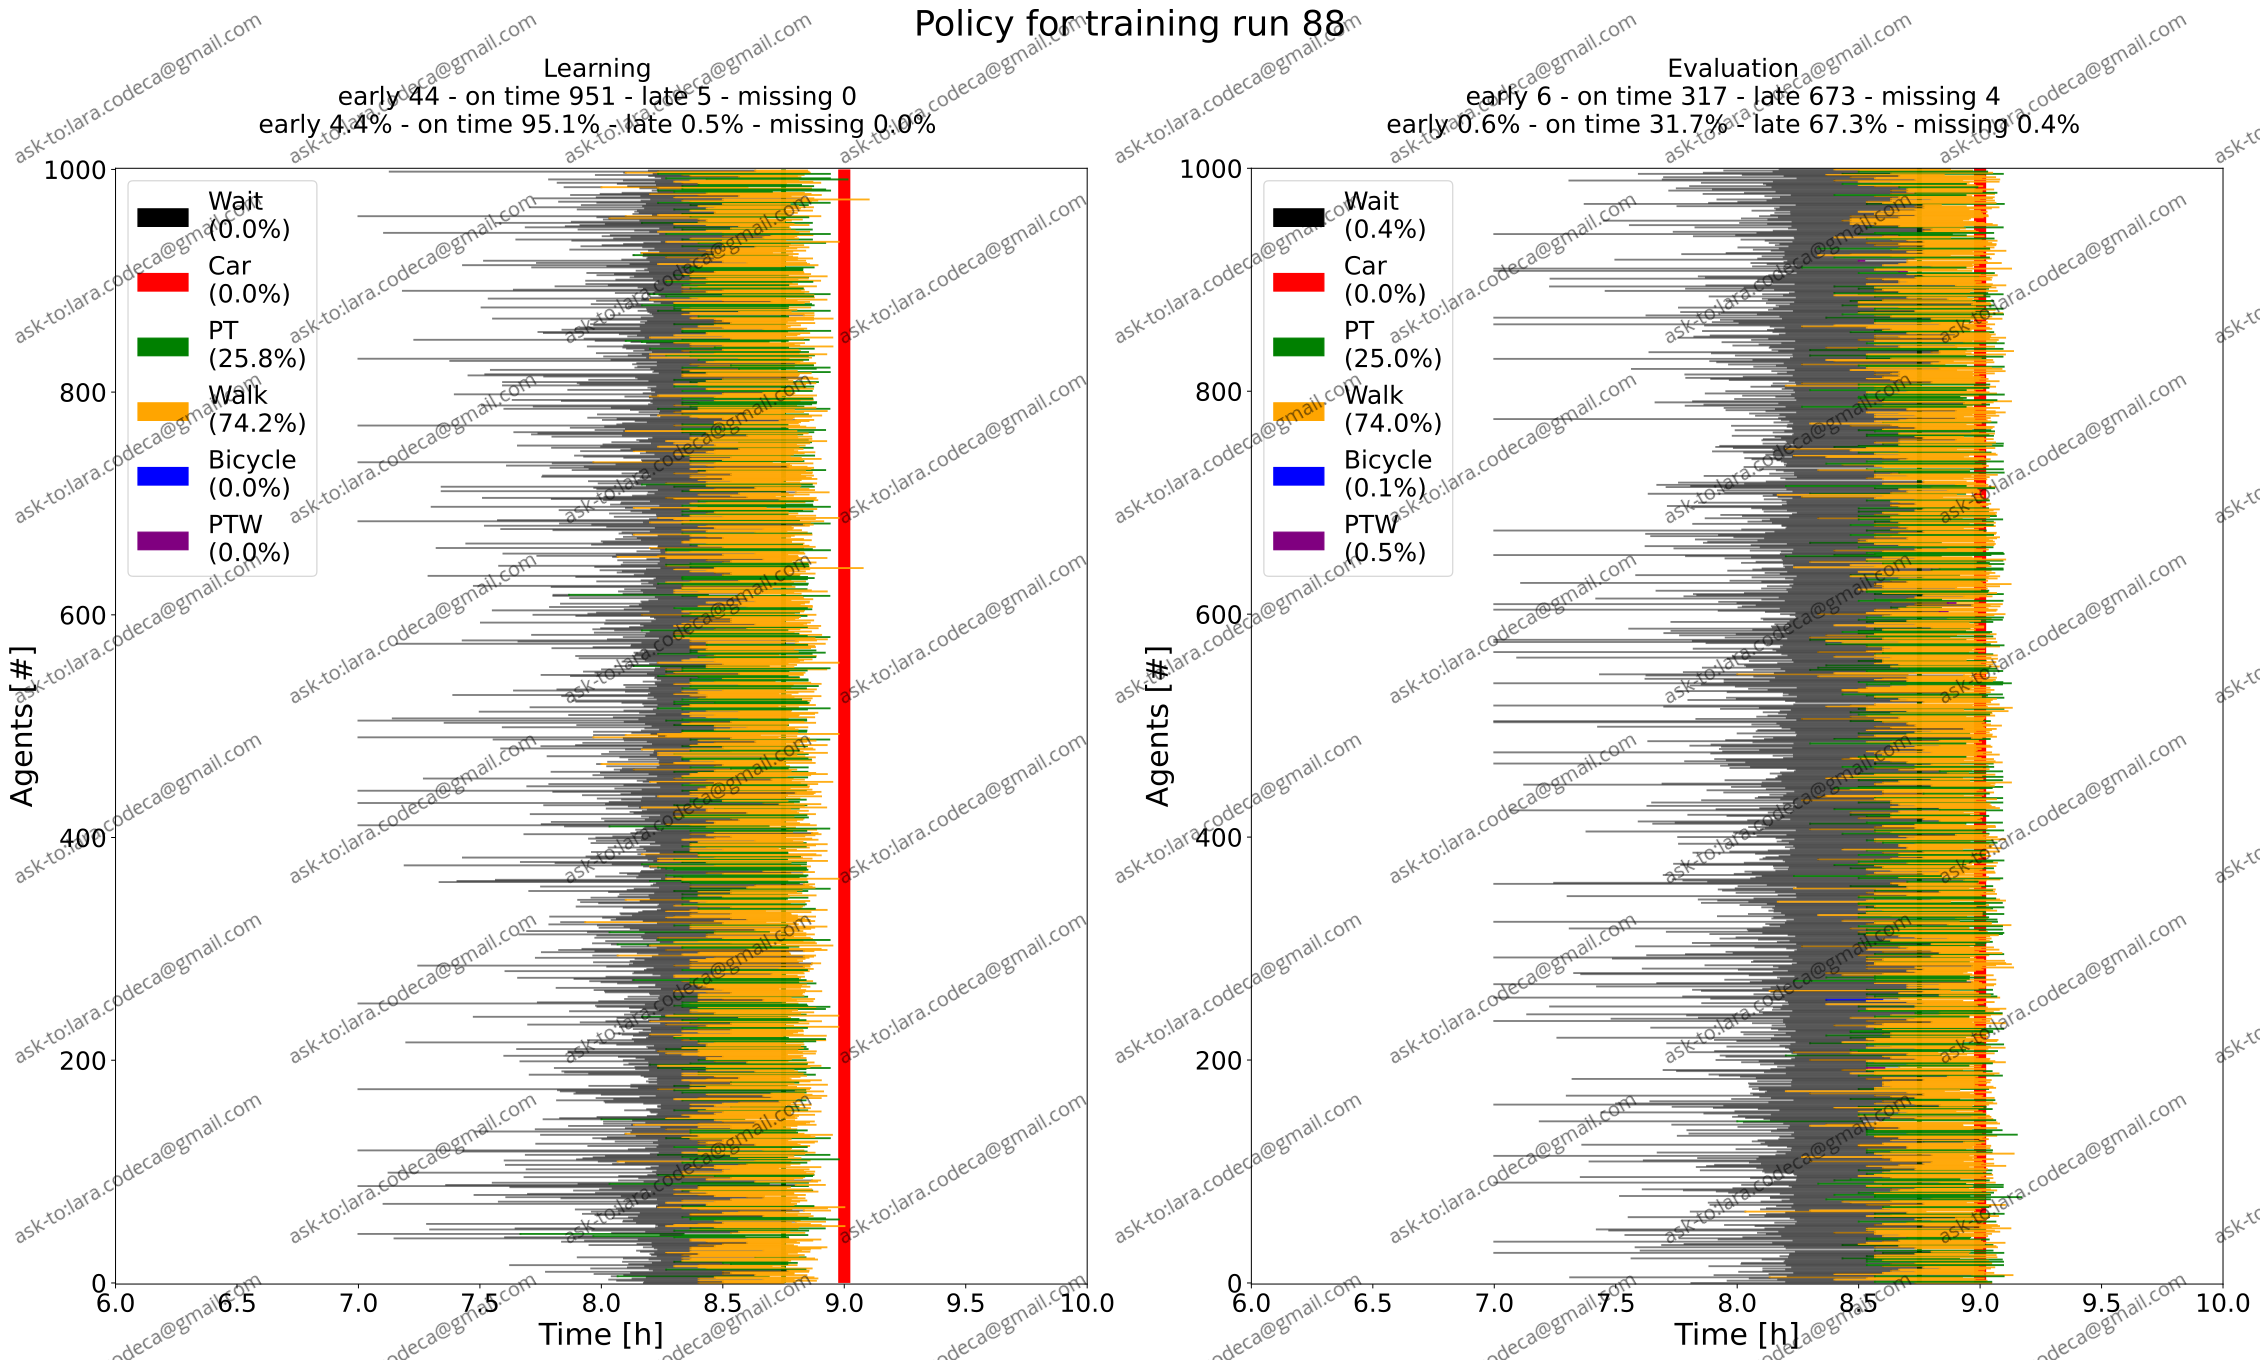 Policy for training run 88
Learning
early 44 - on time 951 - late 5 - missing 0
early 4.4% - on time 95.1% - late 0.5% - missing 0.0%
1000
800
600
400
200
0
Agents [#]
Wait
(0.0%)
Car
(0.0%)
PT
(25.8%)
Walk
(74.2%)
Bicycle
(0.0%)
PTW
(0.0%)
6.0 6.5 7.0 7.5 8.0 8.5 9.0 9.5 10.0
Time [h]
Evaluation
early 6 - on time 317 - late 673 - missing 4
early 0.6% - on time 31.7% - late 67.3% - missing 0.4%
1000
800
600
400
200
0
Agents [#]
Wait
(0.4%)
Car
(0.0%)
PT
(25.0%)
Walk
(74.0%)
Bicycle
(0.1%)
PTW
(0.5%)
6.0 6.5 7.0 7.5 8.0 8.5 9.0 9.5 10.0
Time [h]
ask-to:lara.codeca@gmail.com